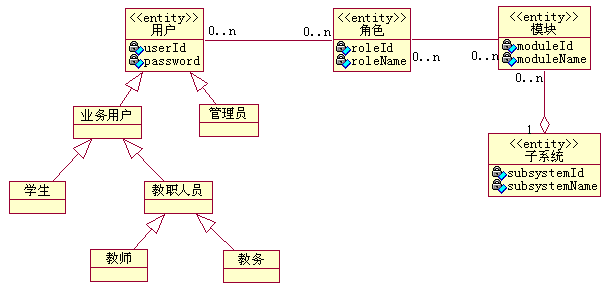 <<entity>>
用户
userId
password
0..n
0..n
<<entity>>
角色
roleId
roleName
0..n
0..n
<<entity>>
模块
moduleId
moduleName
0..n
1
<<entity>>
子系统
subsystemId
subsystemName
业务用户
管理员
学生
教职人员
教师
教务